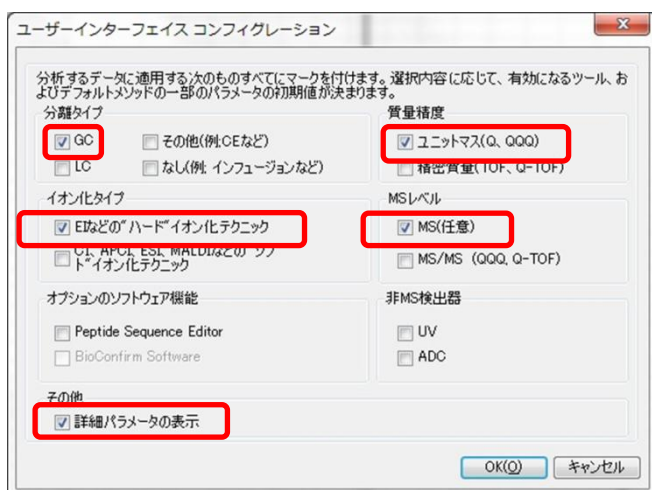 ユーザーインターフェイス コンフィグレーション
分析するデータに適用する次のものすべてにマークを付けます。選択内容に応じて、有効になるツール、お
よびデフォルトメソッドの一部のパラメータの初期値が決まります。
分離タイプ
GC
その他(例:CEなど)
LC
なし(例: インフュージョンなど)
質量精度
ユニットマス(Q、QQQ)
精密質量(TOF、Q-TOF)
イオン化タイプ
EIなどの"ハード"イオン化テクニック
CI、APCI、ESI、MALDIなどの"ソフ
ト"イオン化テクニック
MSレベル
MS(任意)
MS/MS (QQQ, Q-TOF)
オプションのソフトウェア機能
Peptide Sequence Editor
BioConfirm Software
非MS検出器
UV
ADC
その他
詳細パラメータの表示
OK(O)
キャンセル